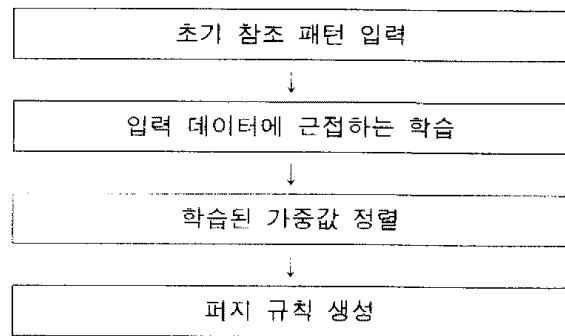 초기 참조 패턴 입력
↓
입력 데이터에 근접하는 학습
↓
학습된 가중값 정렬
↓
퍼지 규칙 생성